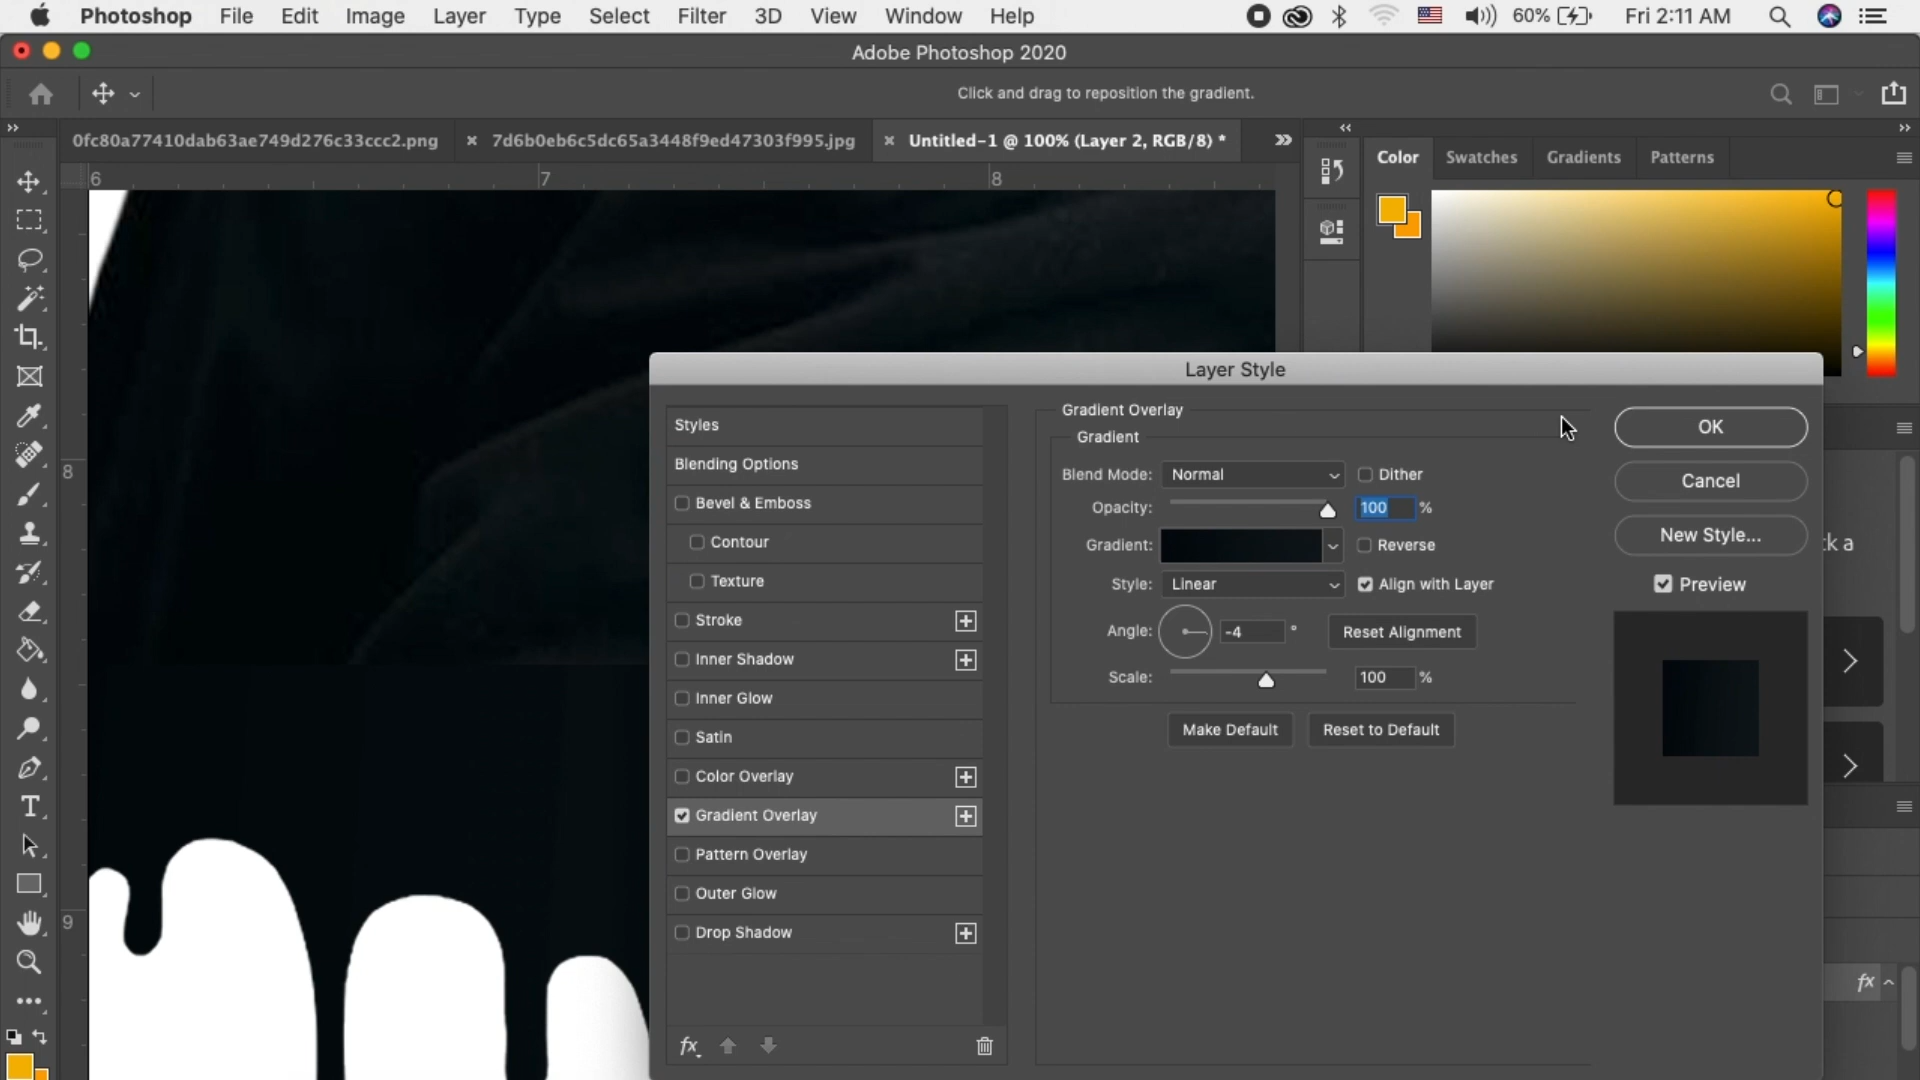 Photoshop File Edit Image Layer Type Select Filter 3D View Window Help 60% Fri 2:11 AM
Adobe Photoshop 2020
Click and drag to reposition the gradient.
0fc80a77410dab63ae749d276c33ccc2.png × 7d6b0eb6c5dc65a3448f9ed47303f995.jpg × Untitled-1 @ 100% (Layer 2, RGB/8) *
Color Swatches Gradients Patterns
6 7 8
8
9
Layer Style
Styles
Blending Options
Bevel & Emboss
Contour
Texture
Stroke
Inner Shadow
Inner Glow
Satin
Color Overlay
Gradient Overlay
Pattern Overlay
Outer Glow
Drop Shadow
fx
Gradient Overlay
Gradient
Blend Mode: Normal Dither
Opacity: 100 %
Gradient: Reverse
Style: Linear Align with Layer
Angle: -4 ° Reset Alignment
Scale: 100 %
Make Default Reset to Default
OK
Cancel
New Style...
Preview
k a
fx